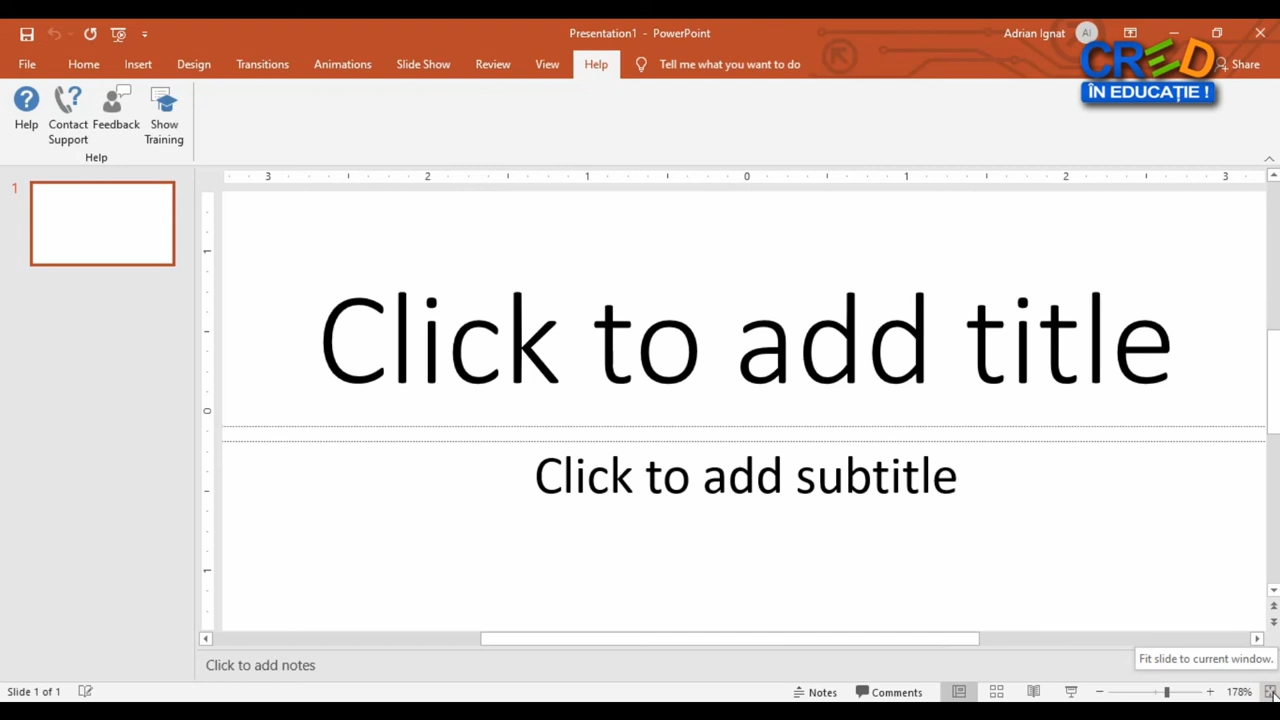 Presentation1 - PowerPoint
Adrian Ignat
AI
File
Home
Insert
Design
Transitions
Animations
Slide Show
Review
View
Help
Tell me what you want to do
Share
CRED
ÎN EDUCAȚIE !
Help
Contact Support
Feedback
Show Training
Help
1
3 2 1 0 1 2 3
1
0
1
Click to add title
Click to add subtitle
Click to add notes
Fit slide to current window.
Slide 1 of 1
Notes
Comments
178%